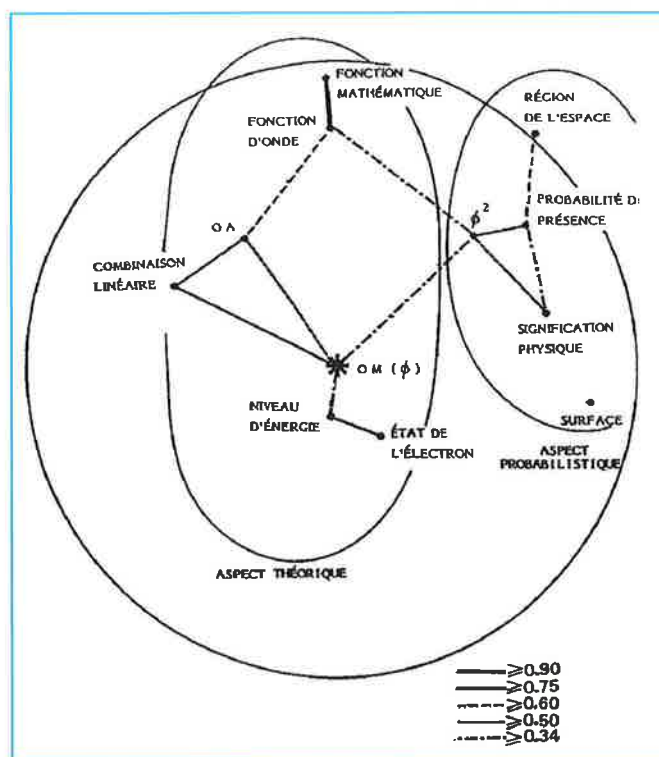 FONCTION
MATHÉMATIQUE
FONCTION
D'ONDE
RÉGION
DE L'ESPACE
PROBABILITÉ D
PRÉSENCE
ϕ²
OA
COMBINAISON
LINÉAIRE
SIGNIFICATION
PHYSIQUE
OM (ϕ)
NIVEAU
D'ÉNERGIE
ÉTAT DE
L'ÉLECTRON
SURFACE
ASPECT
PROBABILISTIQUE
ASPECT THÉORIQUE
⩾0.90
⩾0.75
⩾0.60
⩾0.50
⩾0.34